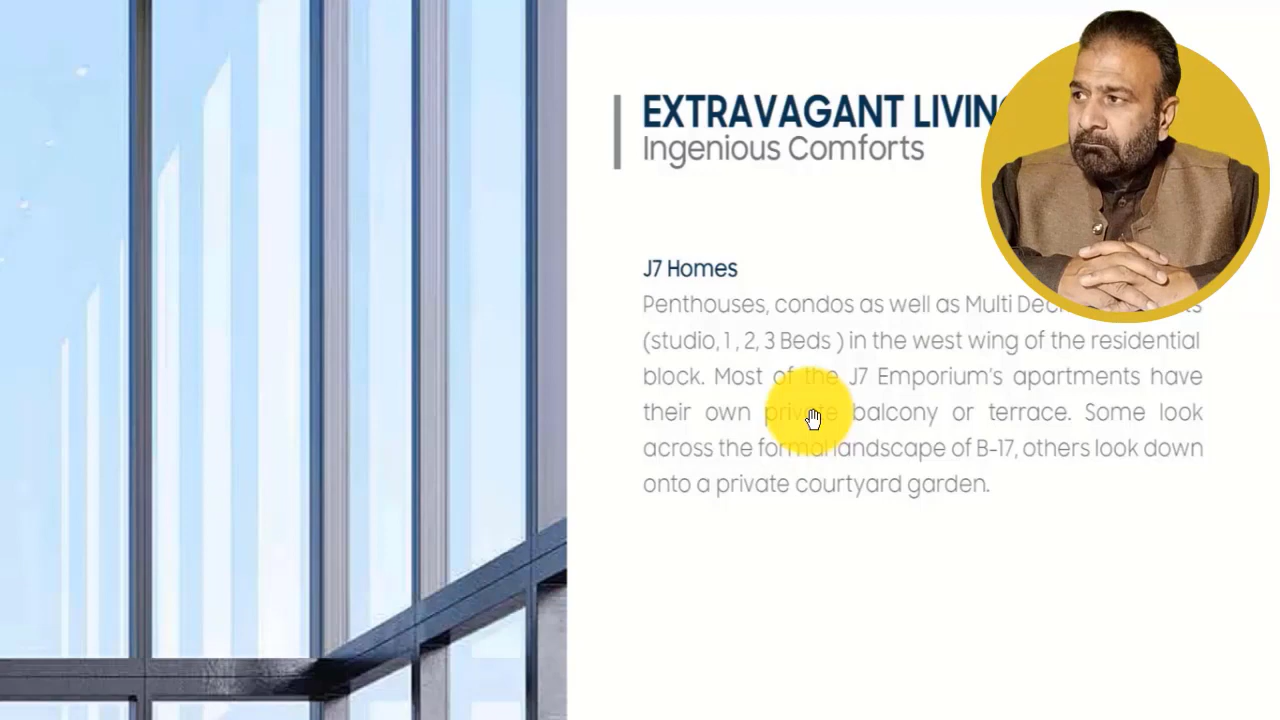 EXTRAVAGANT LIVIN
Ingenious Comforts
J7 Homes
Penthouses, condos as well as Multi
(studio, 1 , 2, 3 Beds ) in the west wing of the residential
block. Most of the J7 Emporium's apartments have
their own private balcony or terrace. Some look
across the formal landscape of B-17, others look down
onto a private courtyard garden.